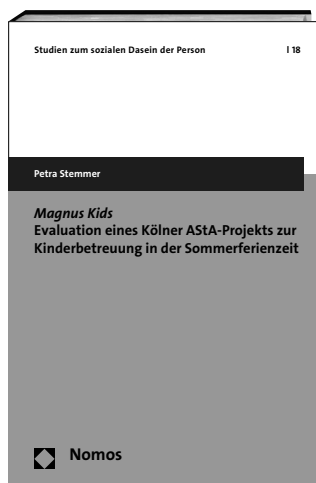 Studien zum sozialen Dasein der Person | 18
Petra Stemmer
Magnus Kids
Evaluation eines Kölner AStA-Projekts zur
Kinderbetreuung in der Sommerferienzeit
Nomos